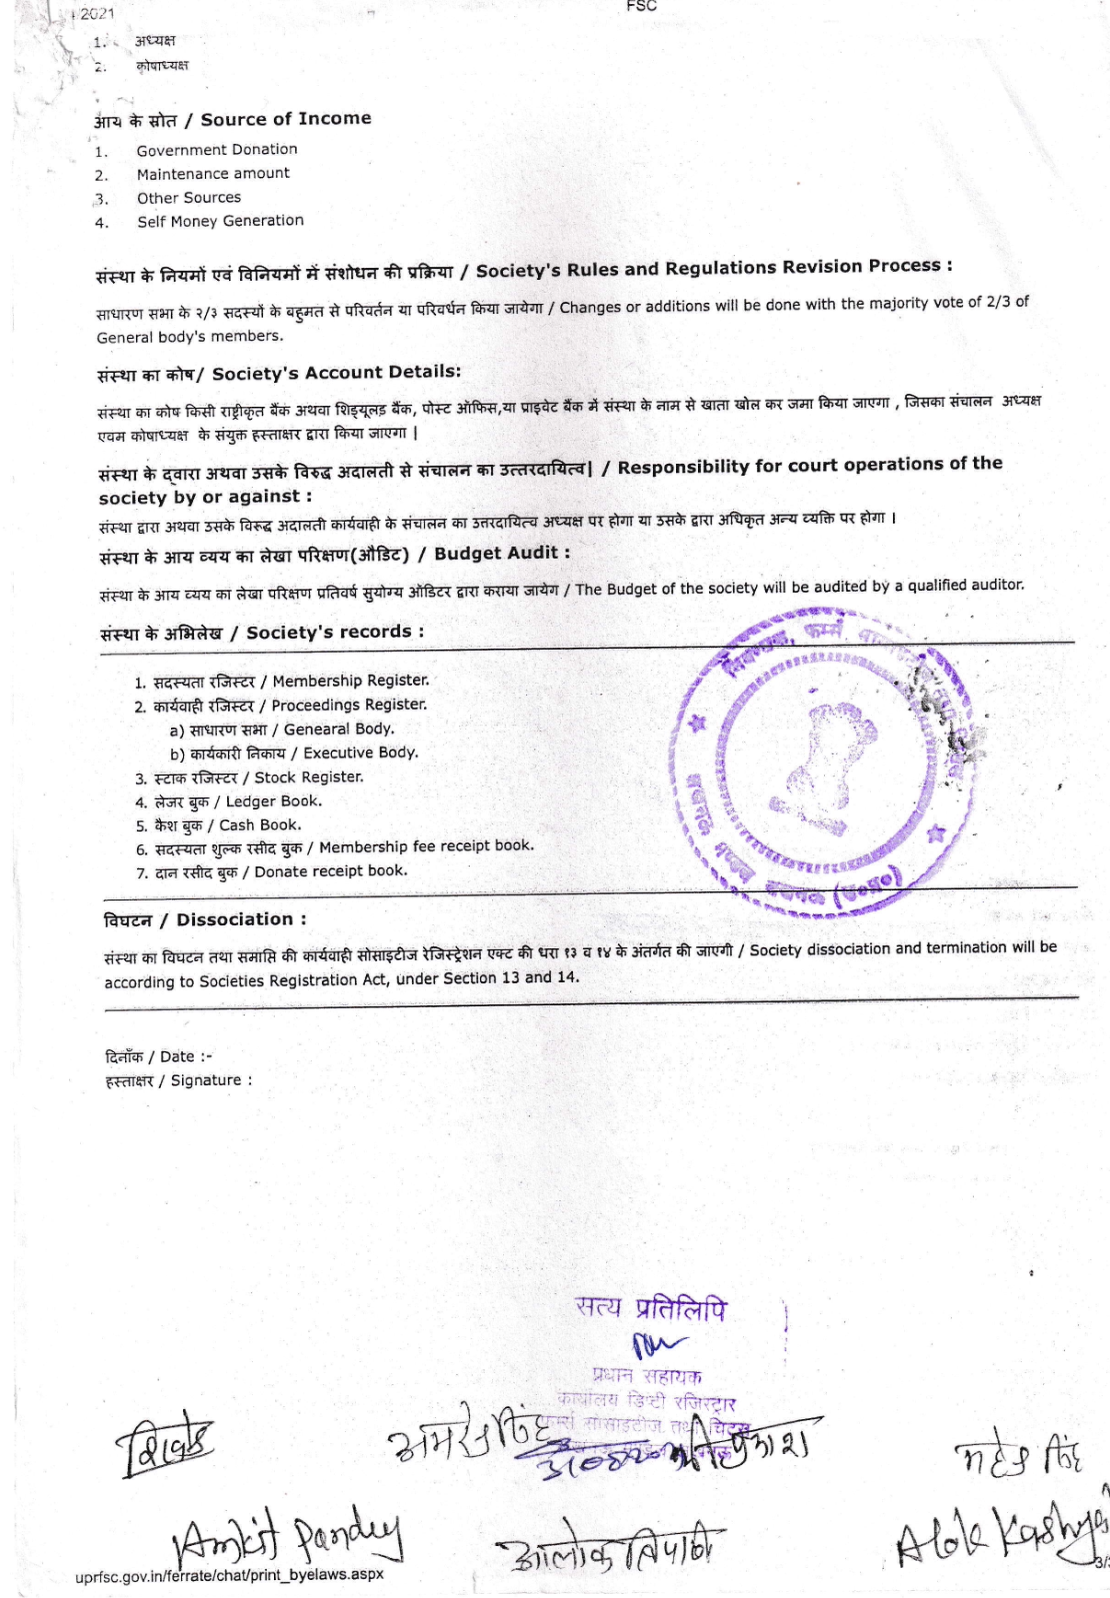 2021
FSC
1. अध्यक्ष
2. कोषाध्यक्ष
आय के स्रोत / Source of Income
1. Government Donation
2. Maintenance amount
3. Other Sources
4. Self Money Generation
संस्था के नियमों एवं विनियमों में संशोधन की प्रक्रिया / Society's Rules and Regulations Revision Process :
साधारण सभा के २/३ सदस्यों के बहुमत से परिवर्तन या परिवर्धन किया जायेगा / Changes or additions will be done with the majority vote of 2/3 of
General body's members.
संस्था का कोष/ Society's Account Details:
संस्था का कोष किसी राष्ट्रीकृत बैंक अथवा शिड्यूलड बैंक, पोस्ट ऑफिस,या प्राइवेट बैंक में संस्था के नाम से खाता खोल कर जमा किया जाएगा , जिसका संचालन अध्यक्ष
एवम कोषाध्यक्ष के संयुक्त हस्ताक्षर द्वारा किया जाएगा |
संस्था के द्वारा अथवा उसके विरुद्ध अदालती से संचालन का उत्तरदायित्व| / Responsibility for court operations of the
society by or against :
संस्था द्वारा अथवा उसके विरूद्ध अदालती कार्यवाही के संचालन का उत्तरदायित्व अध्यक्ष पर होगा या उसके द्वारा अधिकृत अन्य व्यक्ति पर होगा ।
संस्था के आय व्यय का लेखा परिक्षण(औडिट) / Budget Audit :
संस्था के आय व्यय का लेखा परिक्षण प्रतिवर्ष सुयोग्य ऑडिटर द्वारा कराया जायेग / The Budget of the society will be audited by a qualified auditor.
संस्था के अभिलेख / Society's records :
1. सदस्यता रजिस्टर / Membership Register.
2. कार्यवाही रजिस्टर / Proceedings Register.
a) साधारण सभा / Genearal Body.
b) कार्यकारी निकाय / Executive Body.
3. स्टाक रजिस्टर / Stock Register.
4. लेजर बुक / Ledger Book.
5. कैश बुक / Cash Book.
6. सदस्यता शुल्क रसीद बुक / Membership fee receipt book.
7. दान रसीद बुक / Donate receipt book.
(उ०प्र०)
विघटन / Dissociation :
संस्था का विघटन तथा समाप्ति की कार्यवाही सोसाइटीज रेजिस्ट्रेशन एक्ट की धरा १३ व १४ के अंतर्गत की जाएगी / Society dissociation and termination will be
according to Societies Registration Act, under Section 13 and 14.
दिनाँक / Date :-
हस्ताक्षर / Signature :
सत्य प्रतिलिपि
प्रधान सहायक
कार्यालय डिप्टी रजिस्ट्रार
फर्म्स सोसाइटीज तथा चिट्स
Ankit Pandey
आलोक त्रिपाठी
Alok Kashyap
uprfsc.gov.in/ferrate/chat/print_byelaws.aspx